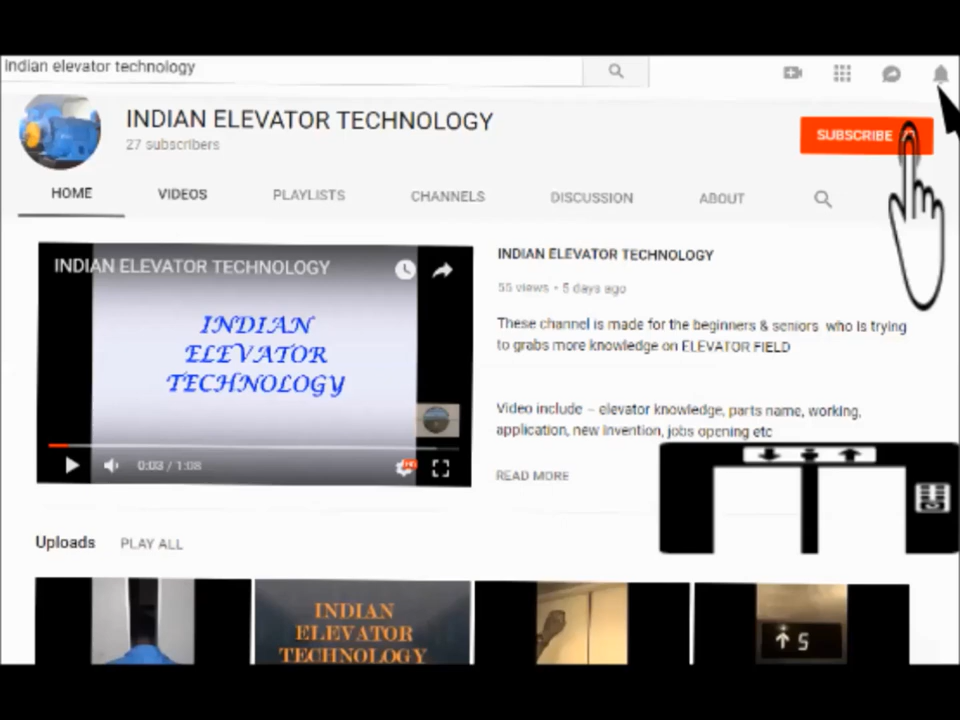 Indian elevator technology
INDIAN ELEVATOR TECHNOLOGY
27 subscribers
SUBSCRIBE
HOME VIDEOS PLAYLISTS CHANNELS DISCUSSION ABOUT
INDIAN ELEVATOR TECHNOLOGY
INDIAN
ELEVATOR
TECHNOLOGY
0:03 / 1:08
HD
INDIAN ELEVATOR TECHNOLOGY
55 views • 5 days ago
These channel is made for the beginners & seniors who is trying
to grabs more knowledge on ELEVATOR FIELD
Video include – elevator knowledge, parts name, working,
application, new invention, jobs opening etc
READ MORE
Uploads PLAY ALL
INDIAN
ELEVATOR
TECHNOLOGY
5